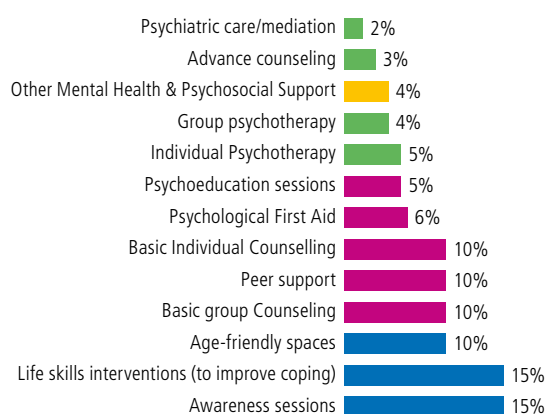 Psychiatric care/mediation 2%
Advance counseling 3%
Other Mental Health & Psychosocial Support 4%
Group psychotherapy 4%
Individual Psychotherapy 5%
Psychoeducation sessions 5%
Psychological First Aid 6%
Basic Individual Counselling 10%
Peer support 10%
Basic group Counseling 10%
Age-friendly spaces 10%
Life skills interventions (to improve coping) 15%
Awareness sessions 15%